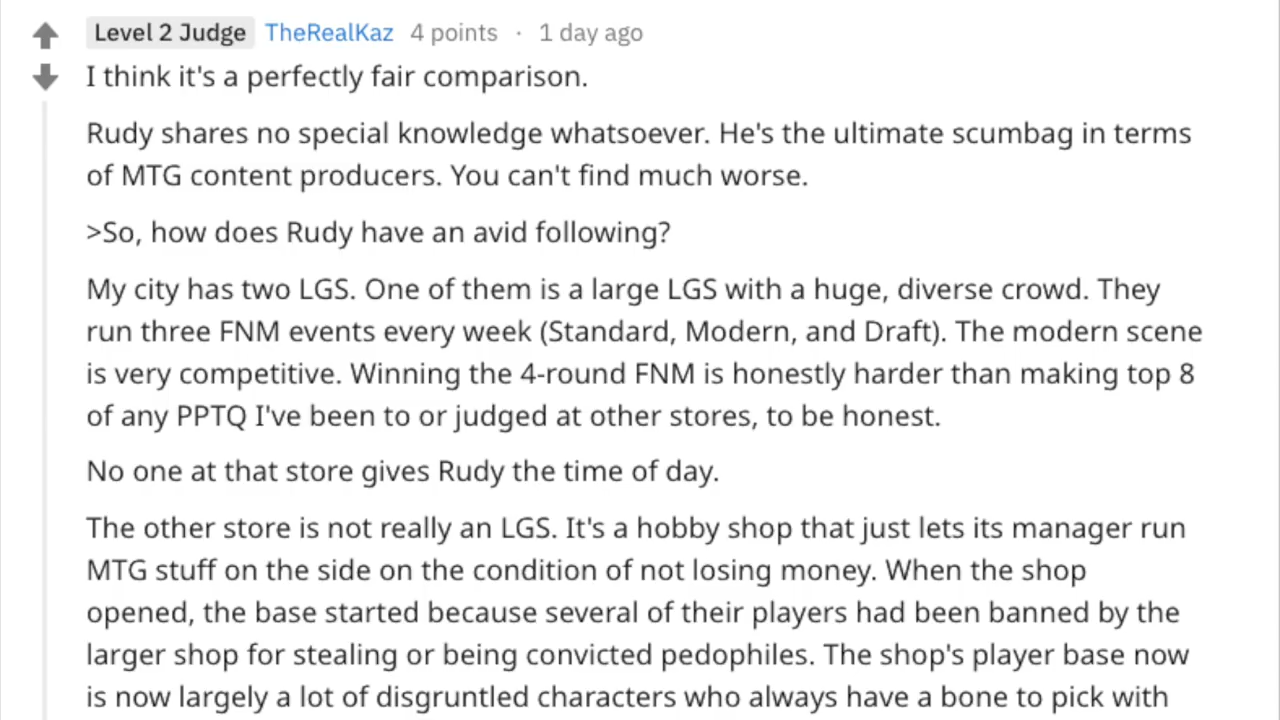 Level 2 Judge TheRealKaz 4 points · 1 day ago
I think it's a perfectly fair comparison.
Rudy shares no special knowledge whatsoever. He's the ultimate scumbag in terms
of MTG content producers. You can't find much worse.
>So, how does Rudy have an avid following?
My city has two LGS. One of them is a large LGS with a huge, diverse crowd. They
run three FNM events every week (Standard, Modern, and Draft). The modern scene
is very competitive. Winning the 4-round FNM is honestly harder than making top 8
of any PPTQ I've been to or judged at other stores, to be honest.
No one at that store gives Rudy the time of day.
The other store is not really an LGS. It's a hobby shop that just lets its manager run
MTG stuff on the side on the condition of not losing money. When the shop
opened, the base started because several of their players had been banned by the
larger shop for stealing or being convicted pedophiles. The shop's player base now
is now largely a lot of disgruntled characters who always have a bone to pick with